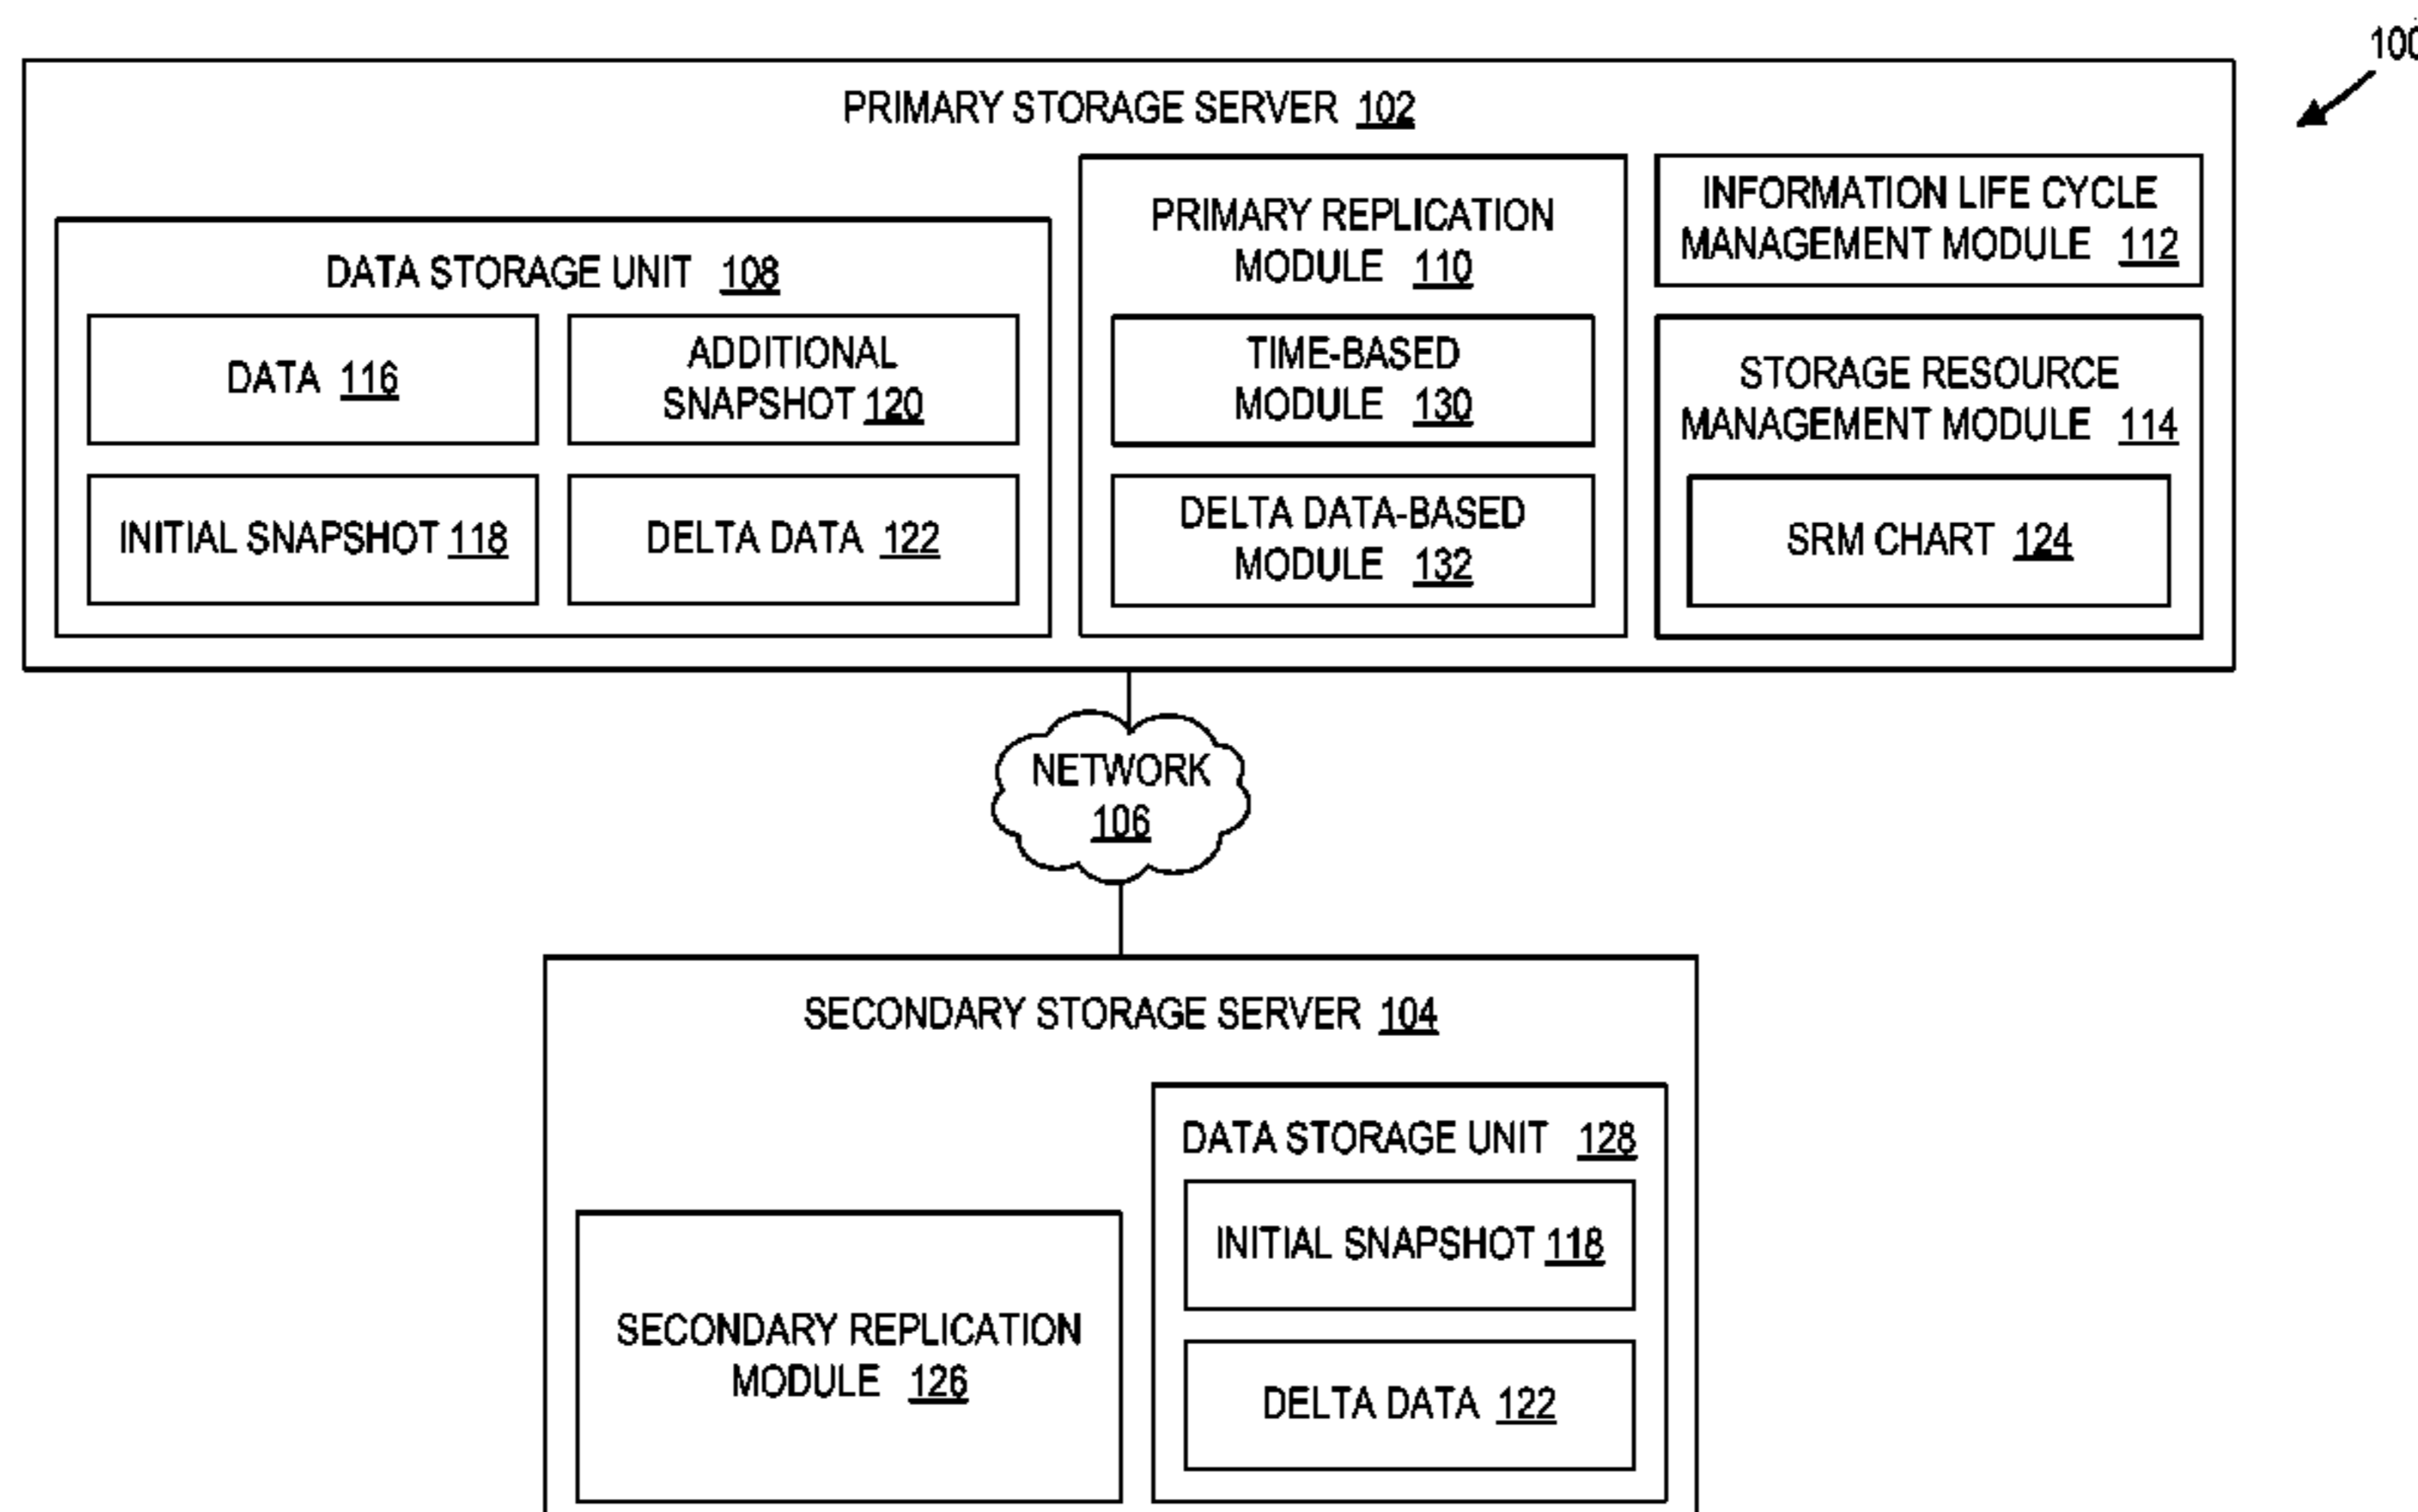 100
PRIMARY STORAGE SERVER 102
DATA STORAGE UNIT 108
DATA 116
ADDITIONAL
SNAPSHOT 120
INITIAL SNAPSHOT 118
DELTA DATA 122
PRIMARY REPLICATION
MODULE 110
TIME-BASED
MODULE 130
DELTA DATA-BASED
MODULE 132
INFORMATION LIFE CYCLE
MANAGEMENT MODULE 112
STORAGE RESOURCE
MANAGEMENT MODULE 114
SRM CHART 124
NETWORK
106
SECONDARY STORAGE SERVER 104
SECONDARY REPLICATION
MODULE 126
DATA STORAGE UNIT 128
INITIAL SNAPSHOT 118
DELTA DATA 122